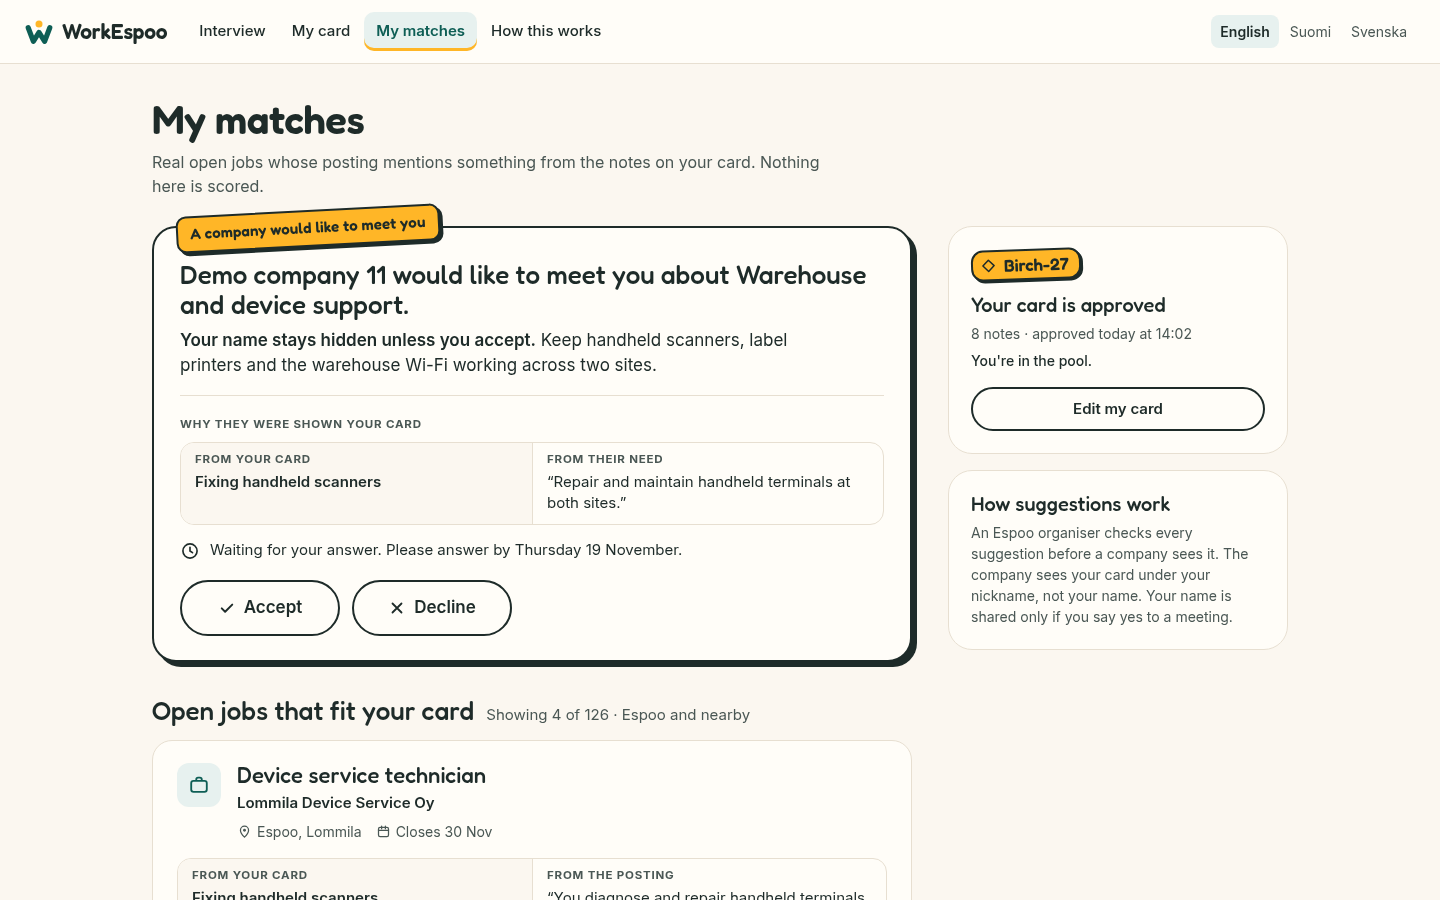 WorkEspoo
Interview
My card
My matches
How this works
English
Suomi
Svenska
My matches
Real open jobs whose posting mentions something from the notes on your card. Nothing
here is scored.
A company would like to meet you
Demo company 11 would like to meet you about Warehouse
and device support.
Your name stays hidden unless you accept. Keep handheld scanners, label
printers and the warehouse Wi-Fi working across two sites.
WHY THEY WERE SHOWN YOUR CARD
FROM YOUR CARD
Fixing handheld scanners
FROM THEIR NEED
“Repair and maintain handheld terminals at
both sites.”
Waiting for your answer. Please answer by Thursday 19 November.
Accept
Decline
Birch-27
Your card is approved
8 notes · approved today at 14:02
You're in the pool.
Edit my card
How suggestions work
An Espoo organiser checks every
suggestion before a company sees it. The
company sees your card under your
nickname, not your name. Your name is
shared only if you say yes to a meeting.
Open jobs that fit your card
Showing 4 of 126 · Espoo and nearby
Device service technician
Lommila Device Service Oy
Espoo, Lommila
Closes 30 Nov
FROM YOUR CARD
Fixing handheld scanners
FROM THE POSTING
“You diagnose and repair handheld terminals